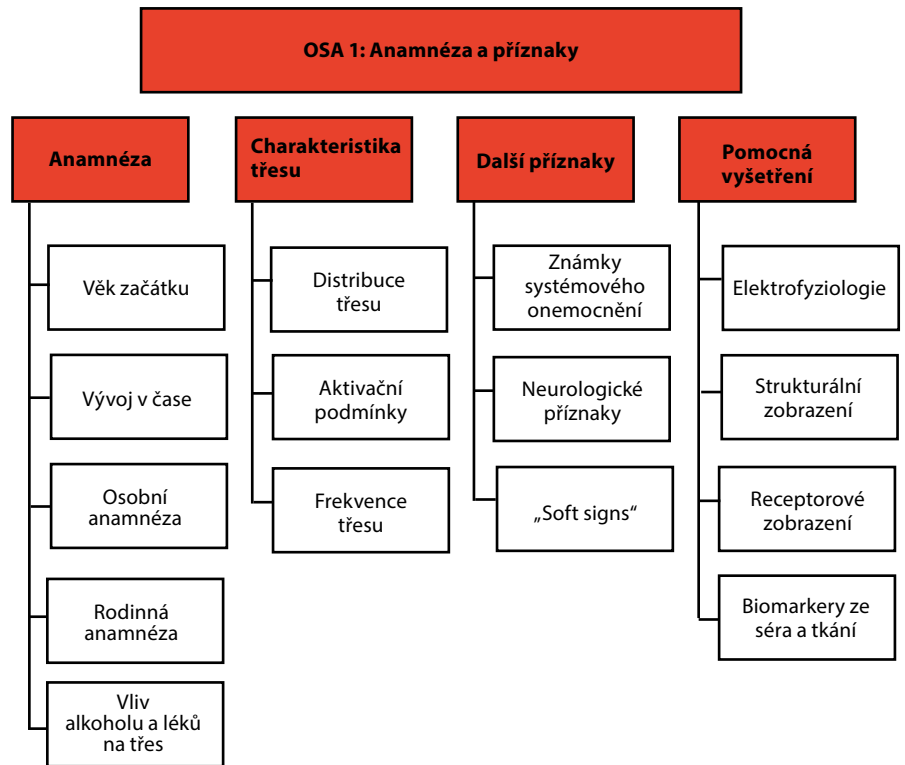 OSA 1: Anamnéza a příznaky
Anamnéza
Věk začátku
Vývoj v čase
Osobní
anamnéza
Rodinná
anamnéza
Vliv
alkoholu a léků
na třes
Charakteristika
třesu
Distribuce
třesu
Aktivační
podmínky
Frekvence
třesu
Další příznaky
Známky
systémového
onemocnění
Neurologické
příznaky
„Soft signs“
Pomocná
vyšetření
Elektrofyziologie
Strukturální
zobrazení
Receptorové
zobrazení
Biomarkery ze
séra a tkání